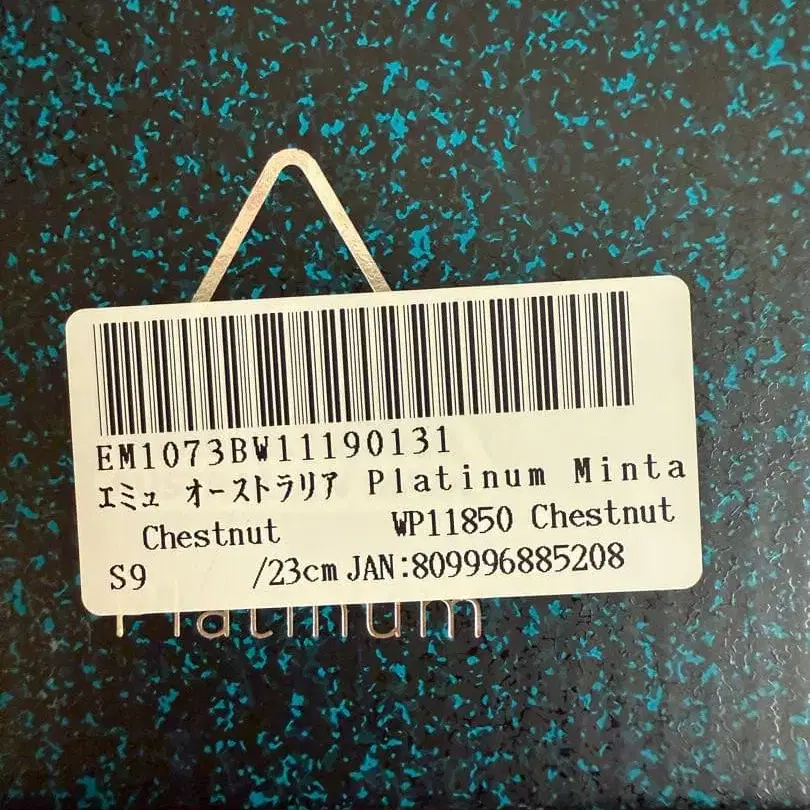 EM1073BW11190131
エミュ オーストラリア Platinum Minta
Chestnut WP11850 Chestnut
S9 /23cm JAN:809996885208
Platinum